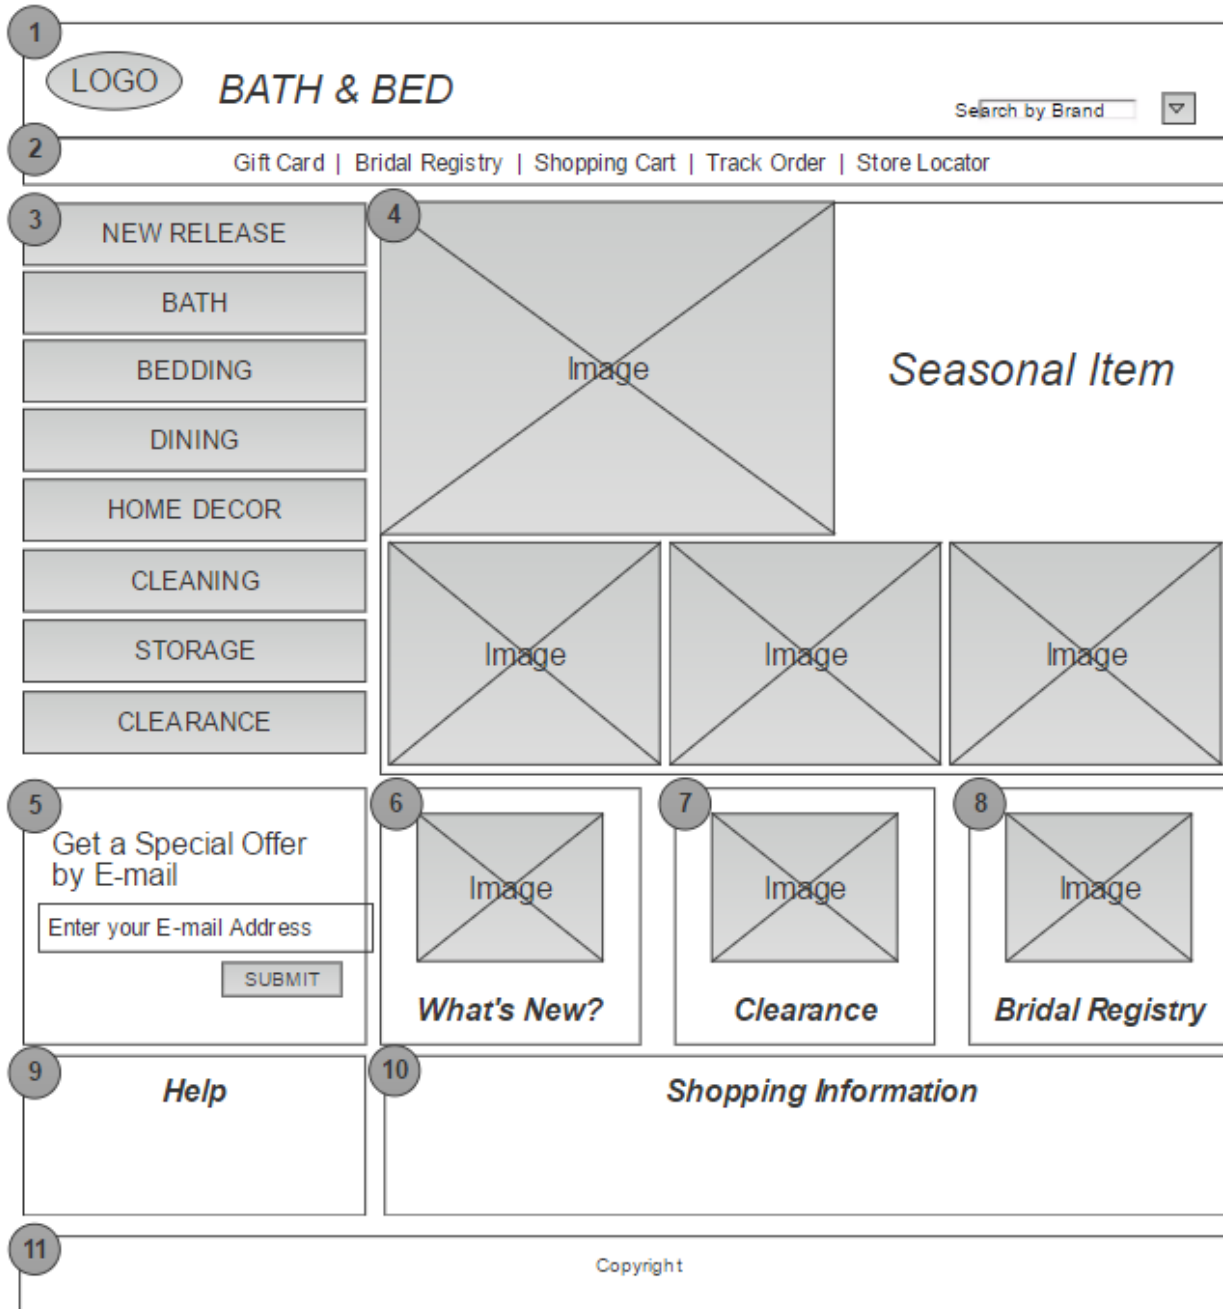 1
LOGO
BATH & BED
Search by Brand
2
Gift Card | Bridal Registry | Shopping Cart | Track Order | Store Locator
3
NEW RELEASE
BATH
BEDDING
DINING
HOME DECOR
CLEANING
STORAGE
CLEARANCE
4
Image
Seasonal Item
Image
Image
Image
5
Get a Special Offer
by E-mail
Enter your E-mail Address
SUBMIT
6
Image
What's New?
7
Image
Clearance
8
Image
Bridal Registry
9
Help
10
Shopping Information
11
Copyright